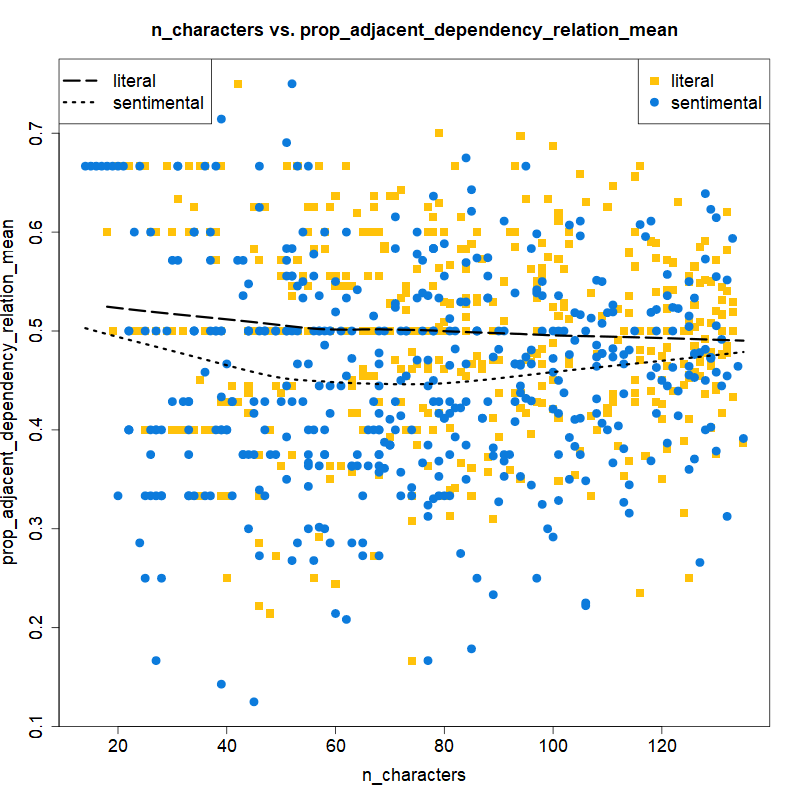 n_characters vs. prop_adjacent_dependency_relation_mean
literal
sentimental
literal
sentimental
prop_adjacent_dependency_relation_mean
0.7
0.6
0.5
0.4
0.3
0.2
0.1
20 40 60 80 100 120
n_characters